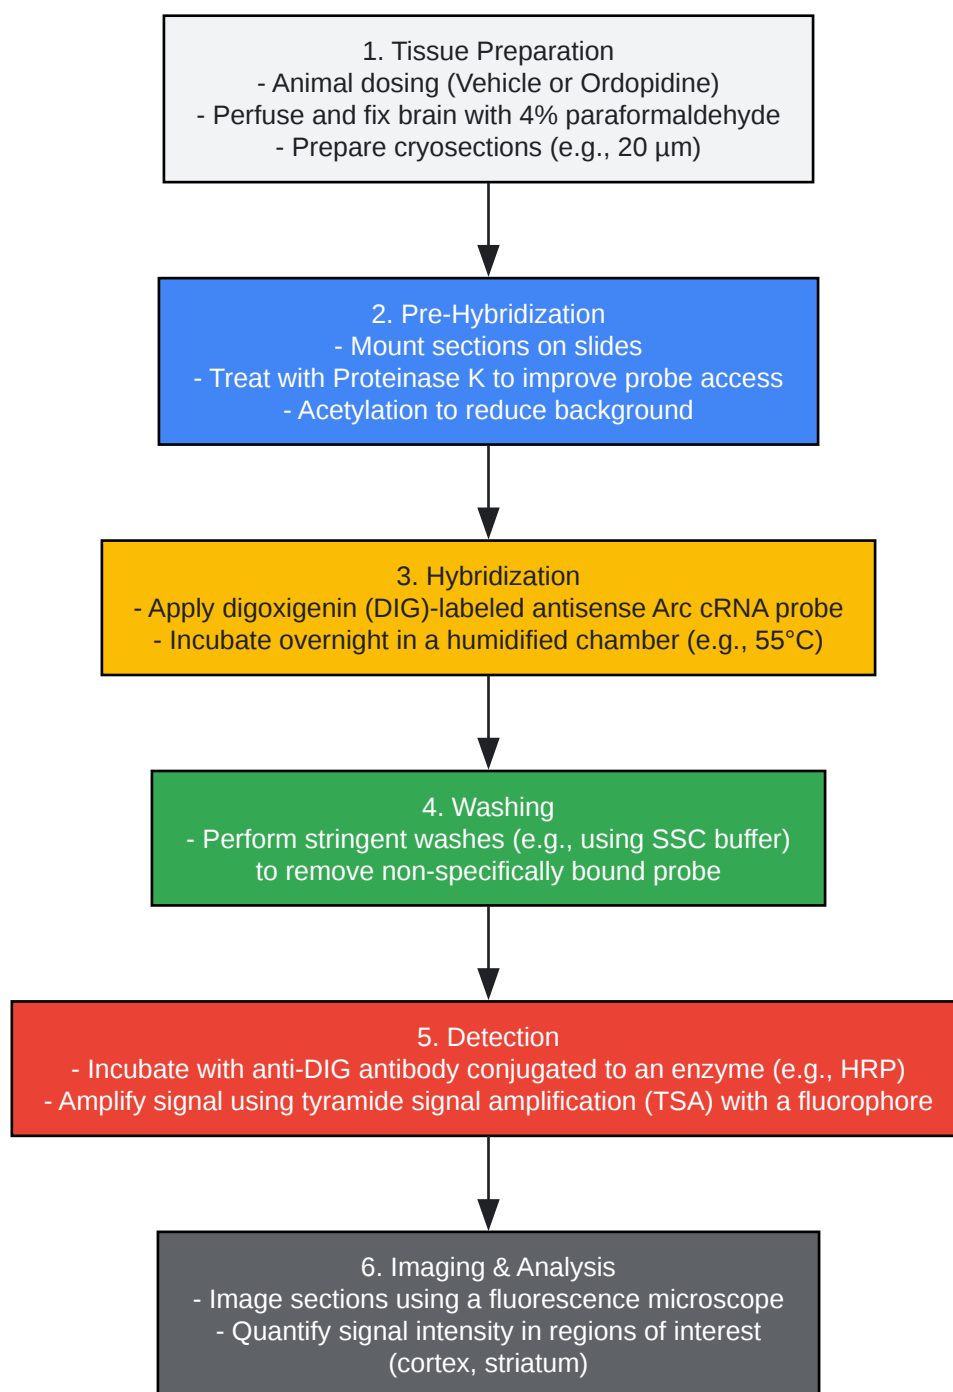 1. Tissue Preparation
- Animal dosing (Vehicle or Ordopidine)
- Perfuse and fix brain with 4% paraformaldehyde
- Prepare cryosections (e.g., 20 µm)
2. Pre-Hybridization
- Mount sections on slides
- Treat with Proteinase K to improve probe access
- Acetylation to reduce background
3. Hybridization
- Apply digoxigenin (DIG)-labeled antisense Arc cRNA probe
- Incubate overnight in a humidified chamber (e.g., 55°C)
4. Washing
- Perform stringent washes (e.g., using SSC buffer)
to remove non-specifically bound probe
5. Detection
- Incubate with anti-DIG antibody conjugated to an enzyme (e.g., HRP)
- Amplify signal using tyramide signal amplification (TSA) with a fluorophore
6. Imaging & Analysis
- Image sections using a fluorescence microscope
- Quantify signal intensity in regions of interest
(cortex, striatum)